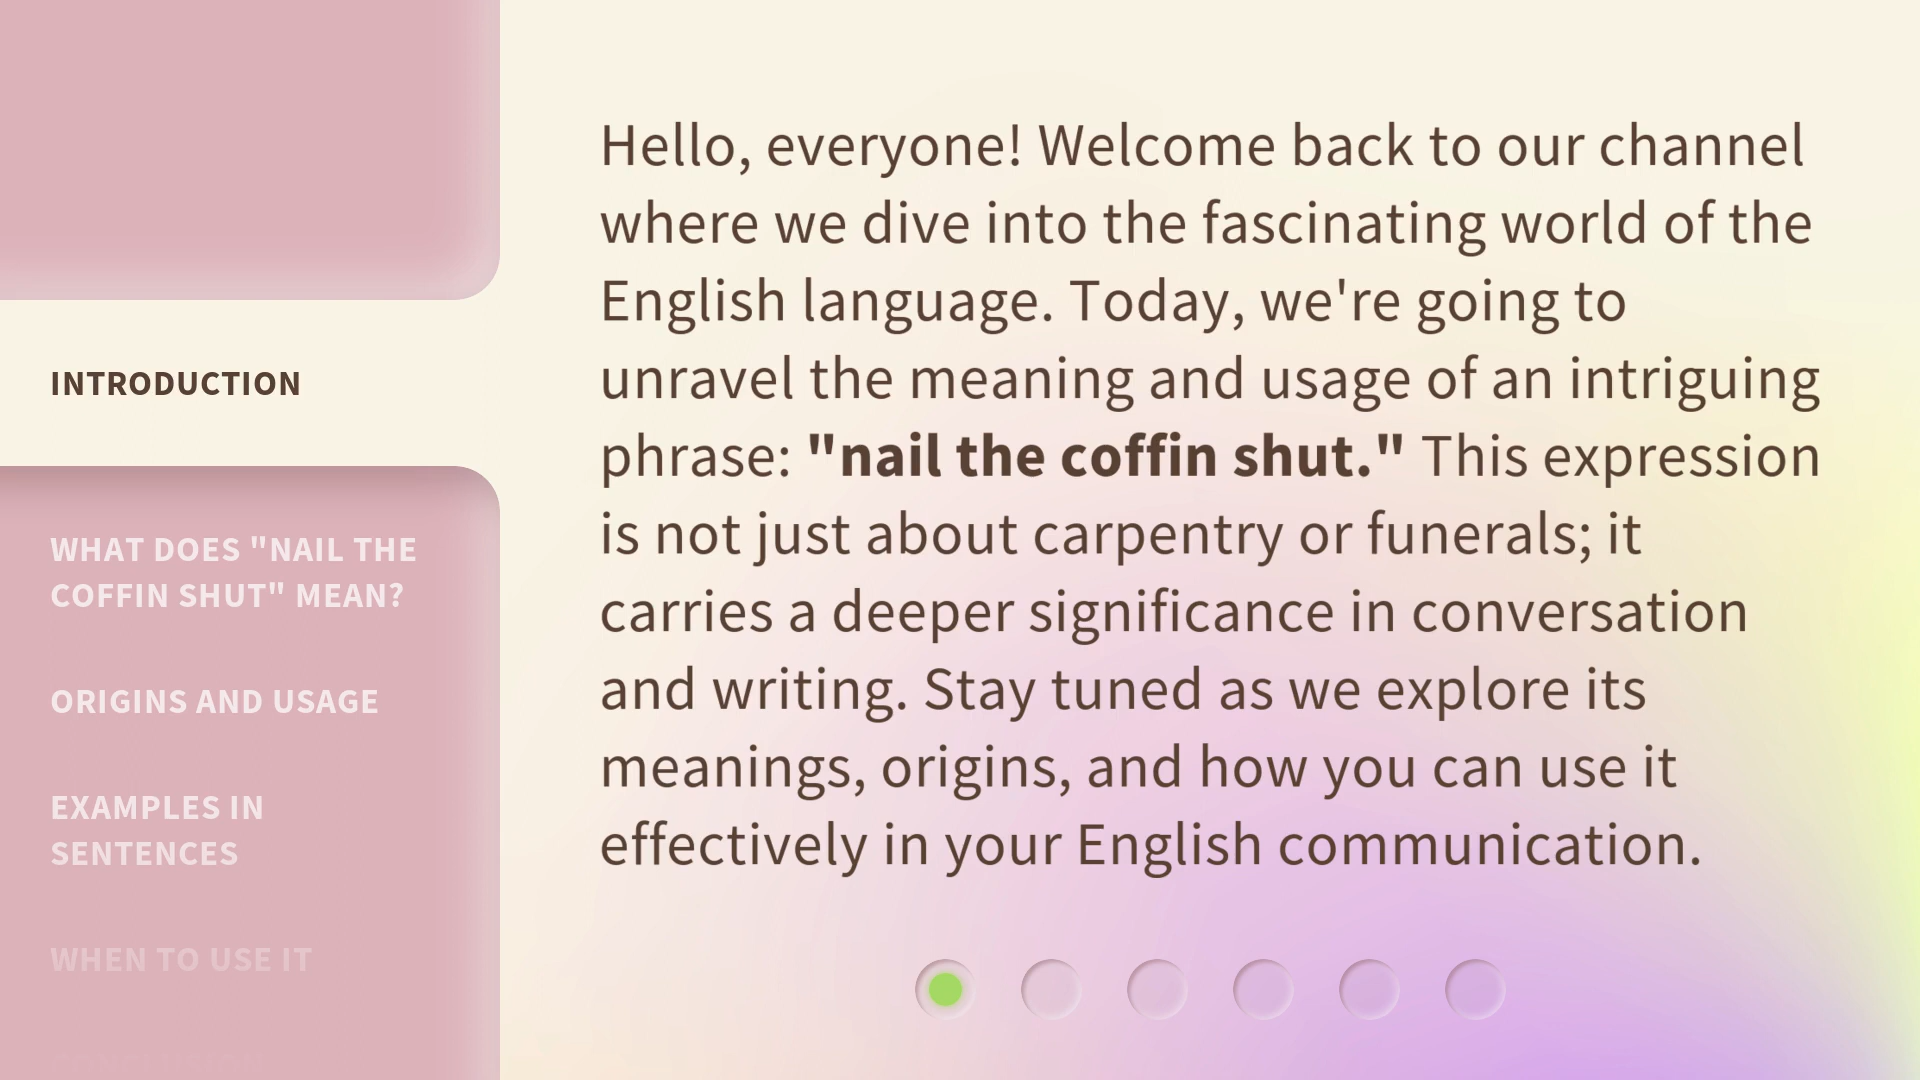 INTRODUCTION
WHAT DOES "NAIL THE
COFFIN SHUT" MEAN?
ORIGINS AND USAGE
EXAMPLES IN
SENTENCES
WHEN TO USE IT
CONCLUSION
Hello, everyone! Welcome back to our channel
where we dive into the fascinating world of the
English language. Today, we're going to
unravel the meaning and usage of an intriguing
phrase: "nail the coffin shut." This expression
is not just about carpentry or funerals; it
carries a deeper significance in conversation
and writing. Stay tuned as we explore its
meanings, origins, and how you can use it
effectively in your English communication.